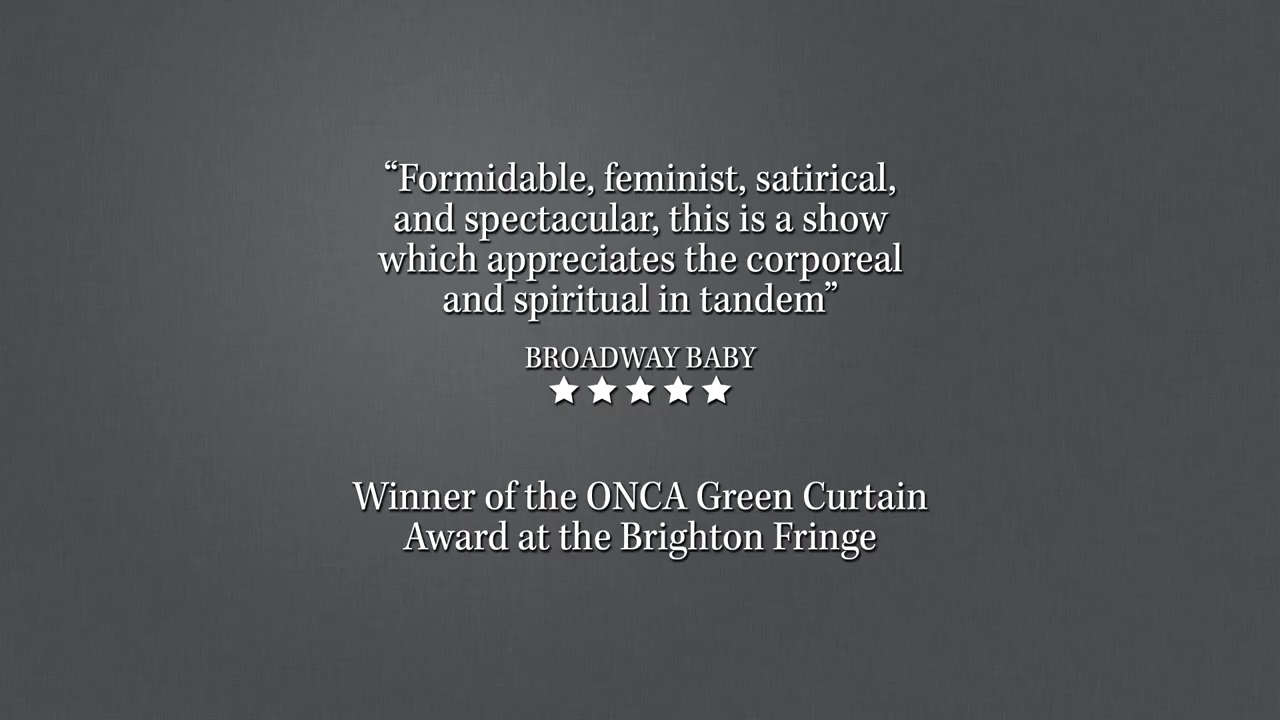 “Formidable, feminist, satirical,
and spectacular, this is a show
which appreciates the corporeal
and spiritual in tandem”
BROADWAY BABY
★★★★★
Winner of the ONCA Green Curtain
Award at the Brighton Fringe